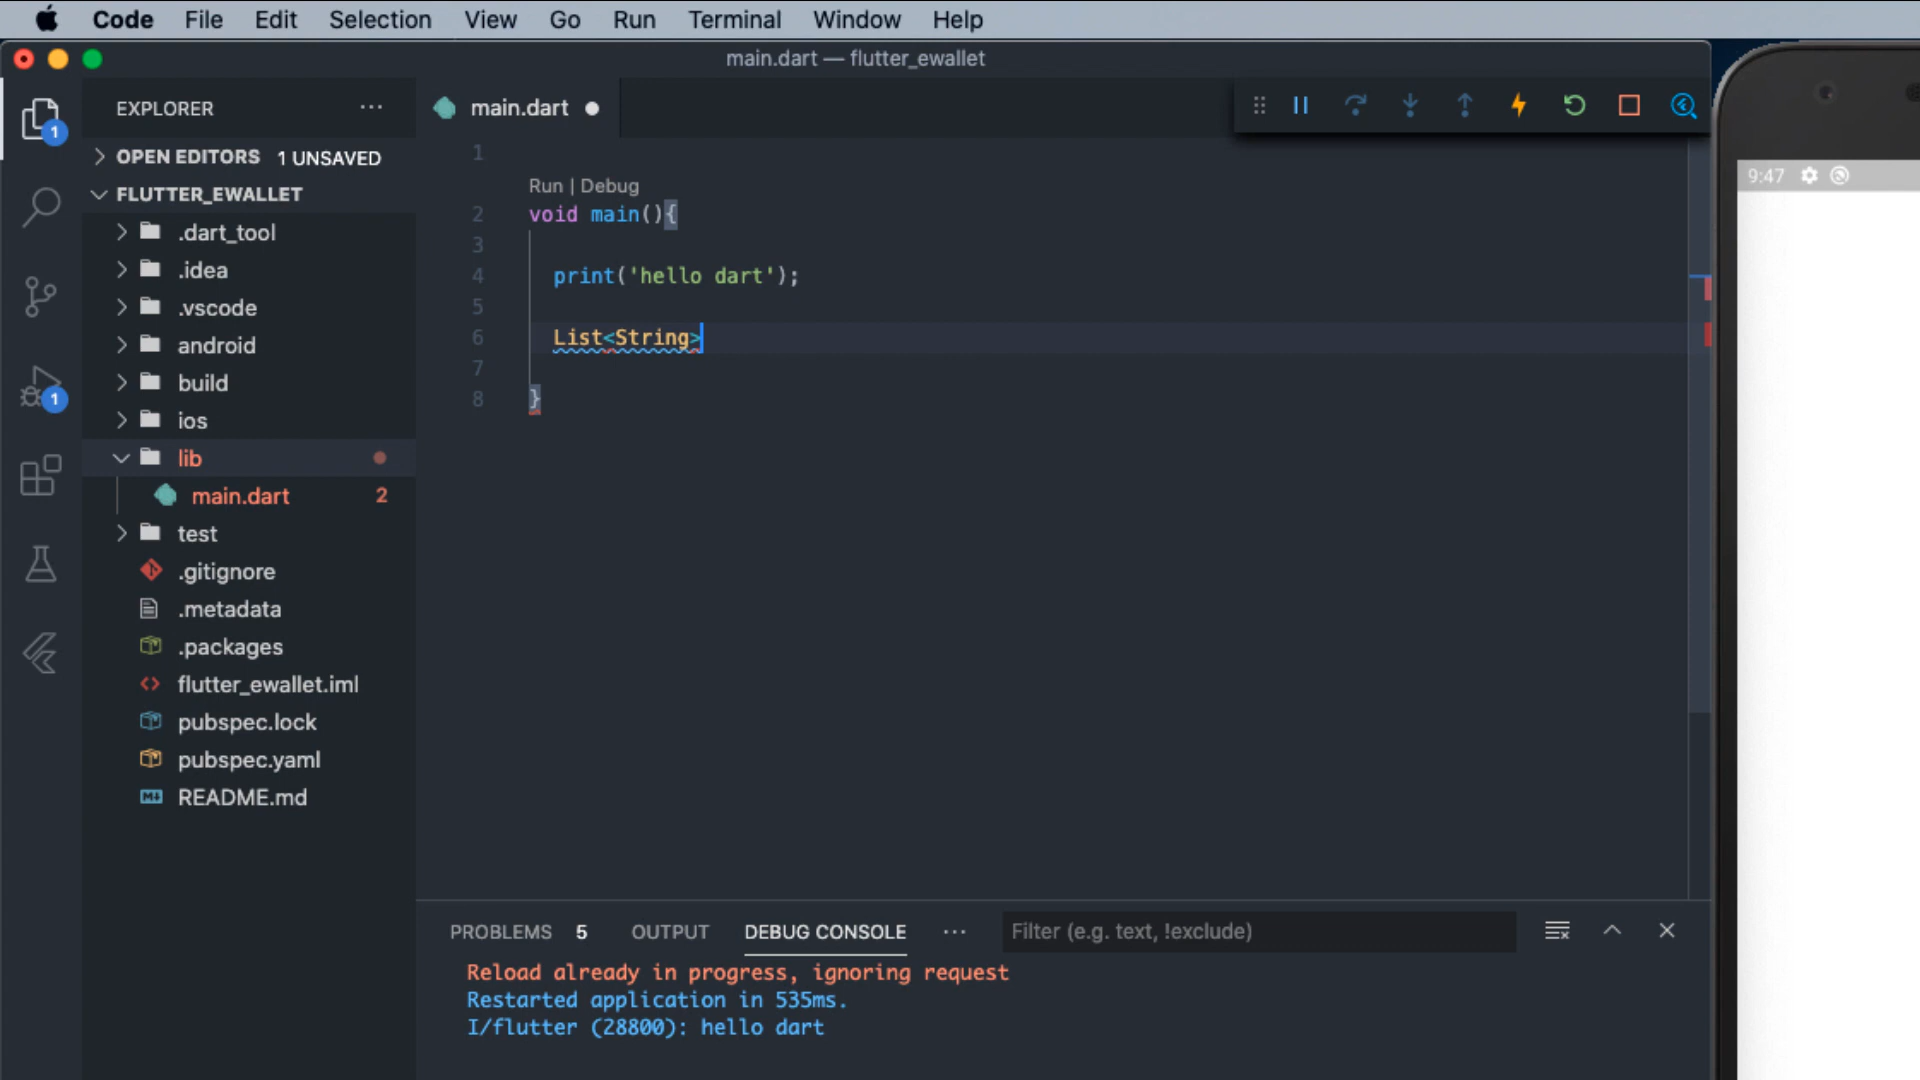 Code File Edit Selection View Go Run Terminal Window Help
main.dart — flutter_ewallet
EXPLORER
OPEN EDITORS 1 UNSAVED
FLUTTER_EWALLET
.dart_tool
.idea
.vscode
android
build
ios
lib
main.dart 2
test
.gitignore
.metadata
.packages
flutter_ewallet.iml
pubspec.lock
pubspec.yaml
README.md
1
1
main.dart
1
Run | Debug
2 void main(){
3
4 print('hello dart');
5
6 List<String>
7
8 }
PROBLEMS 5 OUTPUT DEBUG CONSOLE Filter (e.g. text, !exclude)
Reload already in progress, ignoring request
Restarted application in 535ms.
I/flutter (28800): hello dart
9:47